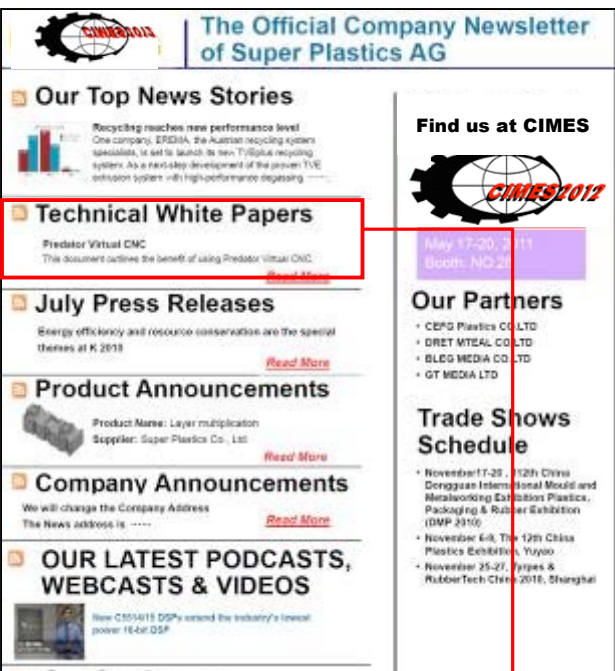 CIMES2013
The Official Company Newsletter
of Super Plastics AG
Our Top News Stories
Recycling reaches new performance level
One company, EREMA, the Austrian recycling system
specialists, is set to launch its new TVEplus recycling
system. As a next-step development of the proven TVE
extrusion system with high-performance degassing ······
Technical White Papers
Predator Virtual CNC
This document outlines the benefit of using Predator Virtual CNC.
Read More
July Press Releases
Energy efficiency and resource conservation are the special
themes at K 2010
Read More
Product Announcements
Product Name: Layer multiplication
Supplier: Super Plastics Co., Ltd
Read More
Company Announcements
We will change the Company Address
The News address is ······
Read More
OUR LATEST PODCASTS,
WEBCASTS & VIDEOS
New C5514/15 DSPs extend the industry's lowest
power 16-bit DSP
Find us at CIMES
CIMES2012
May 17-20, 2011
Booth: NO.26
Our Partners
· CEPG Plastics CO.LTD
· DRET MTEAL CO.LTD
· BLEG MEDIA CO.LTD
· GT MEDIA LTD
Trade Shows
Schedule
· November17-20, 112th China
Dongguan International Mould and
Metalworking Exhibition Plastics,
Packaging & Rubber Exhibition
(DMP 2010)
· November 6-9, The 12th China
Plastics Exhibition, Yuyao
· November 25-27, Tyrpes &
RubberTech China 2010, Shanghai